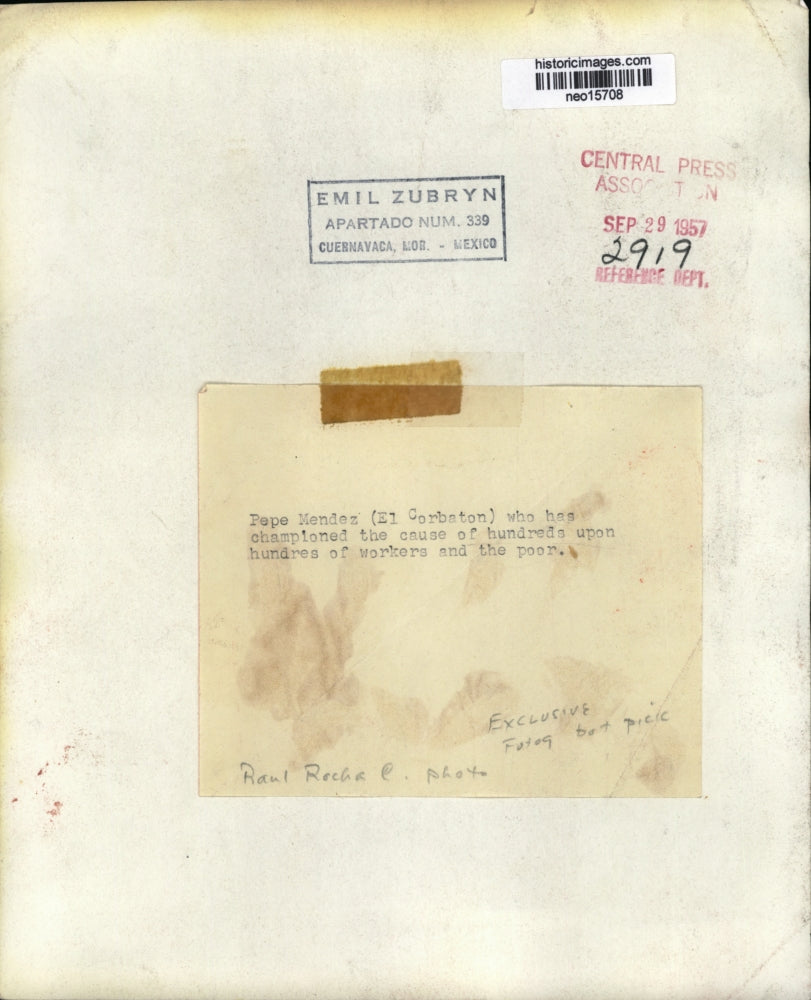 historicimages.com
neo15708
CENTRAL PRESS
EMIL ZUBRYN
APARTADO NUM. 339
CUERNAVACA, MOR. - MEXICO
SEP 29 1957
2919
REFERENCE DEPT.
Pepe Mendez (El Corbaton) who has
championed the cause of hundreds upon
hundres of workers and the poor.
EXCLUSIVE
Fotog
Raul Rocha C. photo